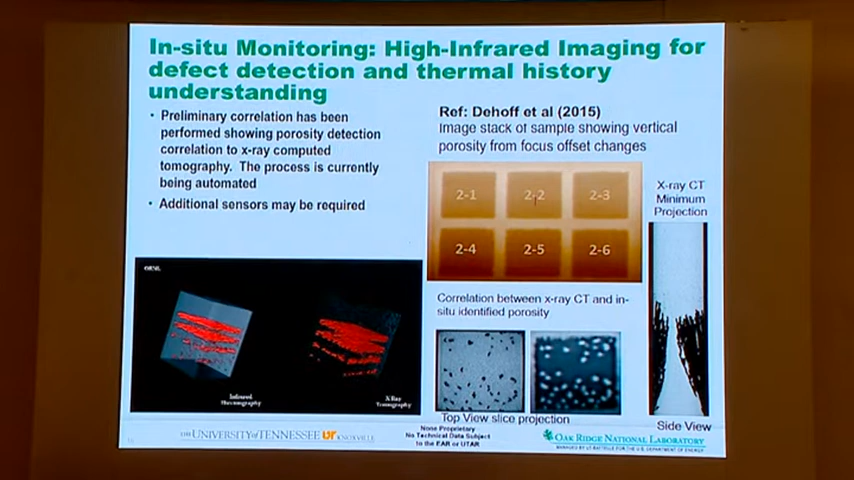 In-situ Monitoring: High-Infrared Imaging for
defect detection and thermal history
understanding
• Preliminary correlation has been
performed showing porosity detection
correlation to x-ray computed
tomography. The process is currently
being automated
• Additional sensors may be required
Ref: Dehoff et al (2015)
Image stack of sample showing vertical
porosity from focus offset changes
2-1 2-2 2-3
2-4 2-5 2-6
X-ray CT
Minimum
Projection
ORNL
Infrared
Thermography
X-Ray
Tomography
Correlation between x-ray CT and in-
situ identified porosity
Top View slice projection
Side View
THE UNIVERSITY of TENNESSEE UT KNOXVILLE
None Proprietary
No Technical Data Subject
to the EAR or UTAR
OAK RIDGE NATIONAL LABORATORY
MANAGED BY UT-BATTELLE FOR THE U.S. DEPARTMENT OF ENERGY